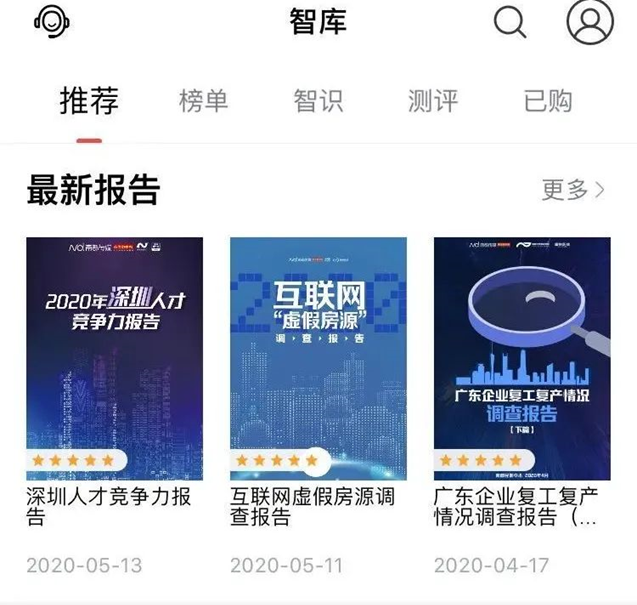 智库
推荐 榜单 智识 测评 已购
最新报告 更多
2020年深圳人才
竞争力报告
互联网
“虚假房源”
调·查·报·告
广东企业复工复产情况
调查报告
【下篇】
深圳人才竞争力报
告
2020-05-13
互联网虚假房源调
查报告
2020-05-11
广东企业复工复产
情况调查报告（...
2020-04-17